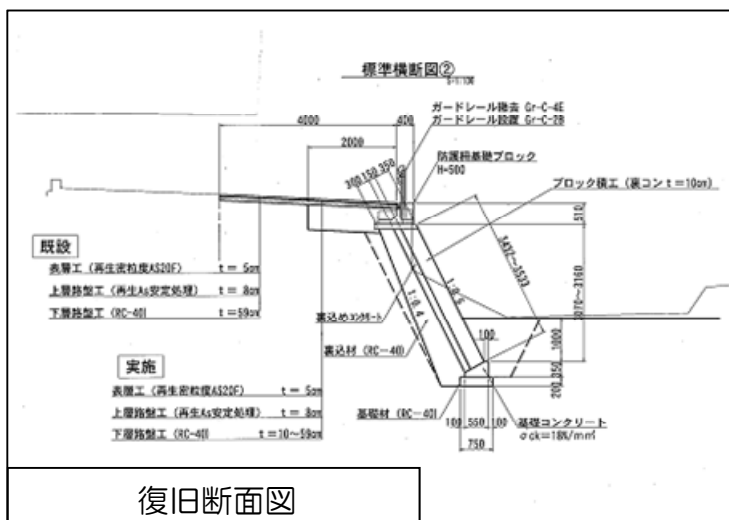 標準横断図②
S=1:100
ガードレール撤去 Gr-C-4E
ガードレール設置 Gr-C-2B
4000
400
2000
防護柵基礎ブロック
H=500
300
150
350
ブロック積工(裏コンt=10cm)
510
既設
表層工(再生密粒度AS20F) t= 5cm
上層路盤工(再生As安定処理) t= 8cm
下層路盤工(RC-40) t=59cm
3432～3533
3070～3160
1:0.5
1:0.4
裏込めコンクリート
裏込材(RC-40)
100
1000
350
200
実施
表層工(再生密粒度AS20F) t= 5cm
上層路盤工(再生As安定処理) t= 8cm
下層路盤工(RC-40) t=10～59cm
基礎材(RC-40)
100
550
100
750
基礎コンクリート
σck=18N/mm²
復旧断面図